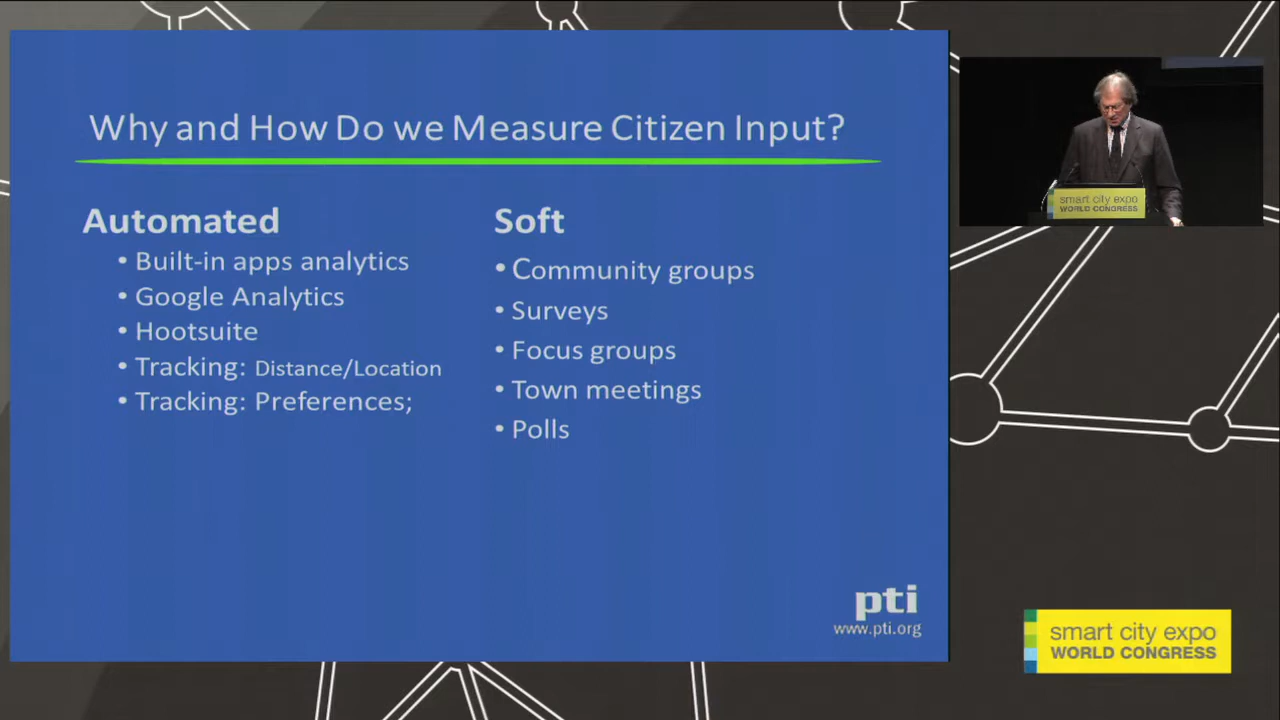 Why and How Do we Measure Citizen Input?
Automated
• Built-in apps analytics
• Google Analytics
• Hootsuite
• Tracking: Distance/Location
• Tracking: Preferences;
Soft
• Community groups
• Surveys
• Focus groups
• Town meetings
• Polls
pti
www.pti.org
smart city expo
WORLD CONGRESS
smart city expo
WORLD CONGRESS